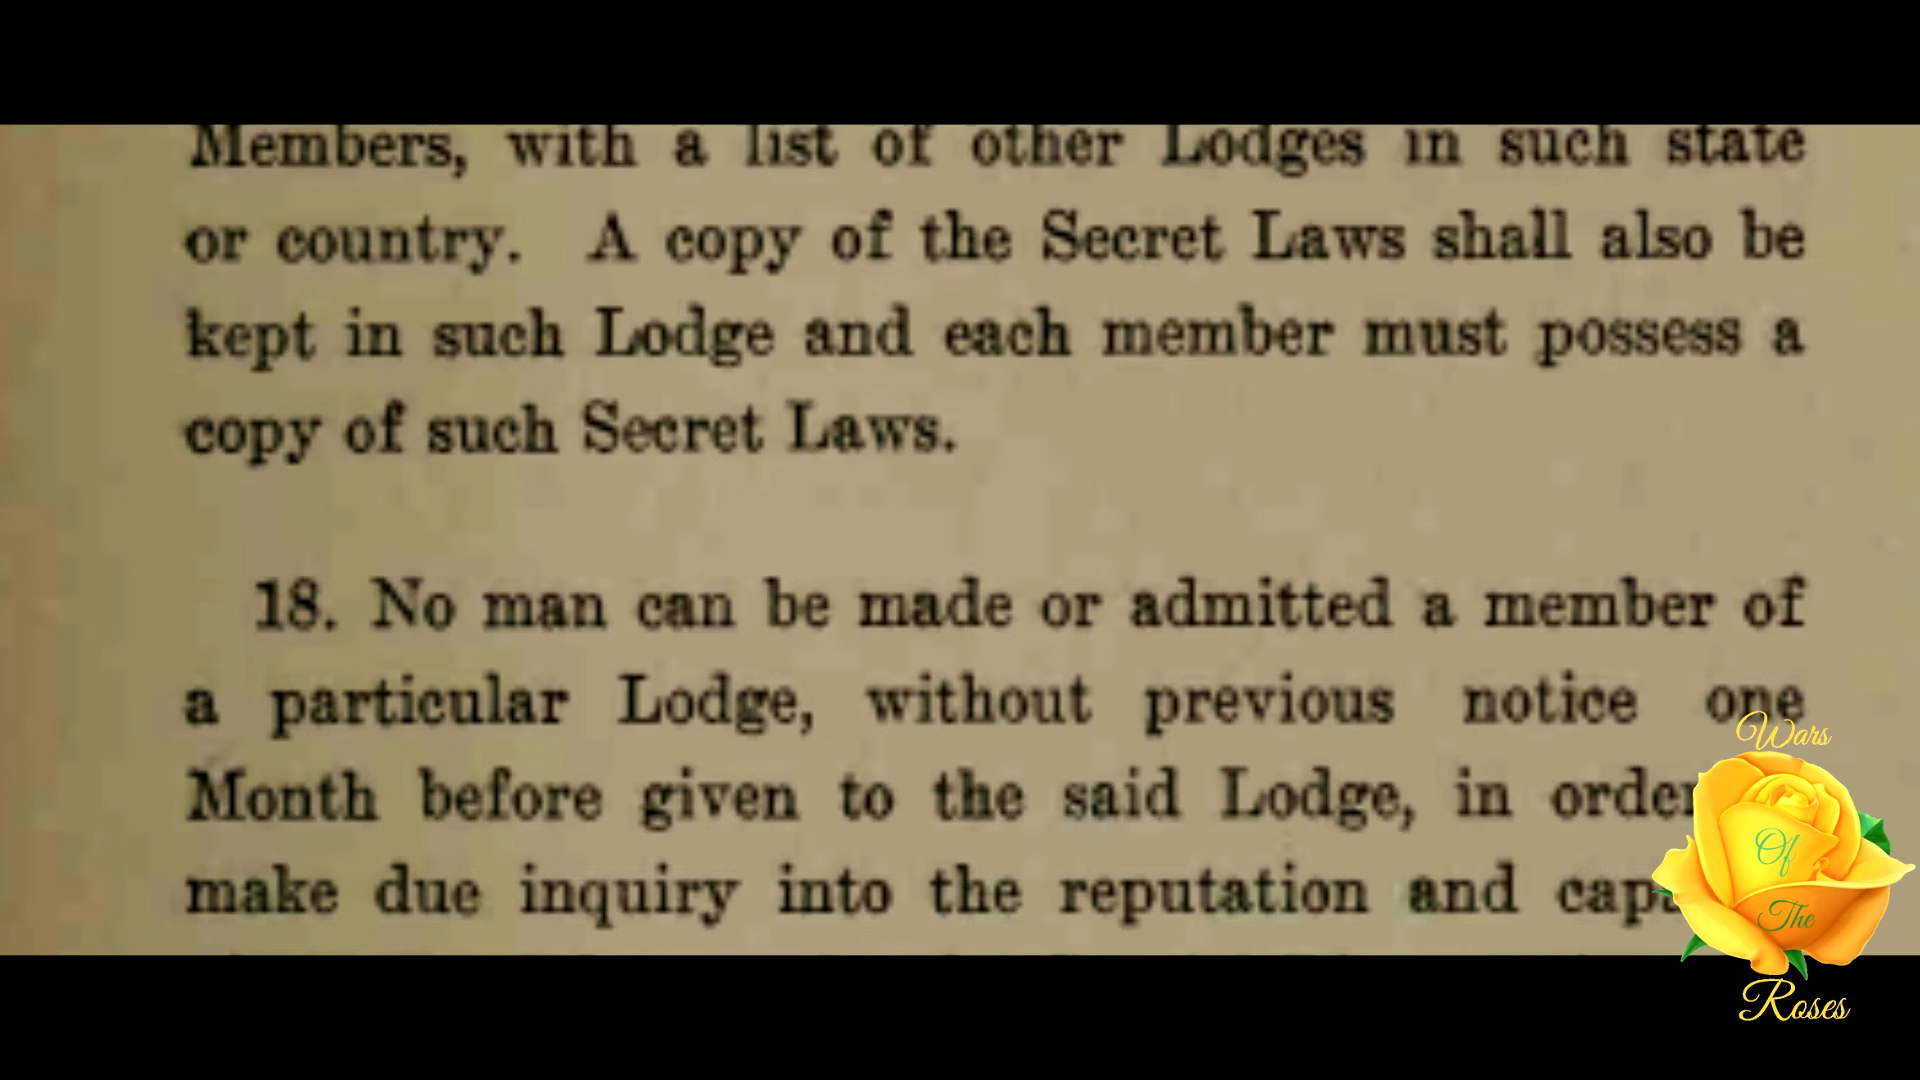 Members, with a list of other Lodges in such state
or country. A copy of the Secret Laws shall also be
kept in such Lodge and each member must possess a
copy of such Secret Laws.
18. No man can be made or admitted a member of
a particular Lodge, without previous notice one
Month before given to the said Lodge, in order
make due inquiry into the reputation and
Wars
Of
The
Roses